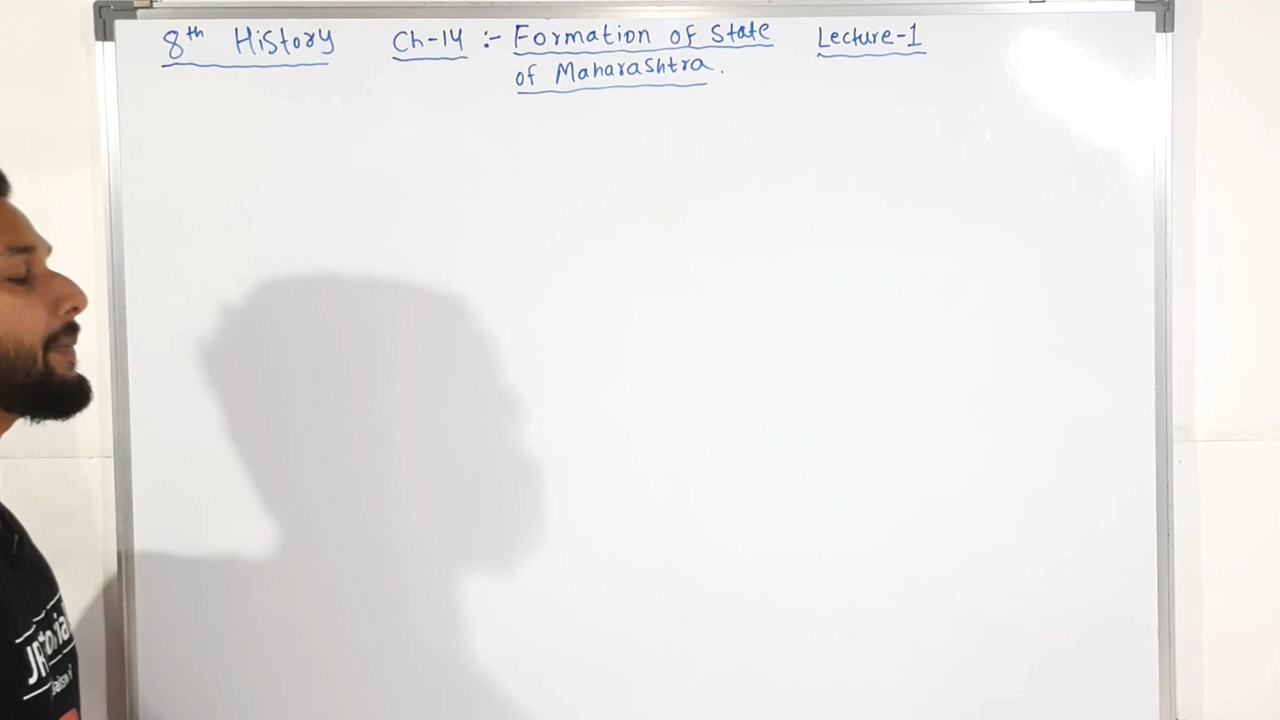 8th History Ch-14 :- Formation of State Lecture-1
of Maharashtra.